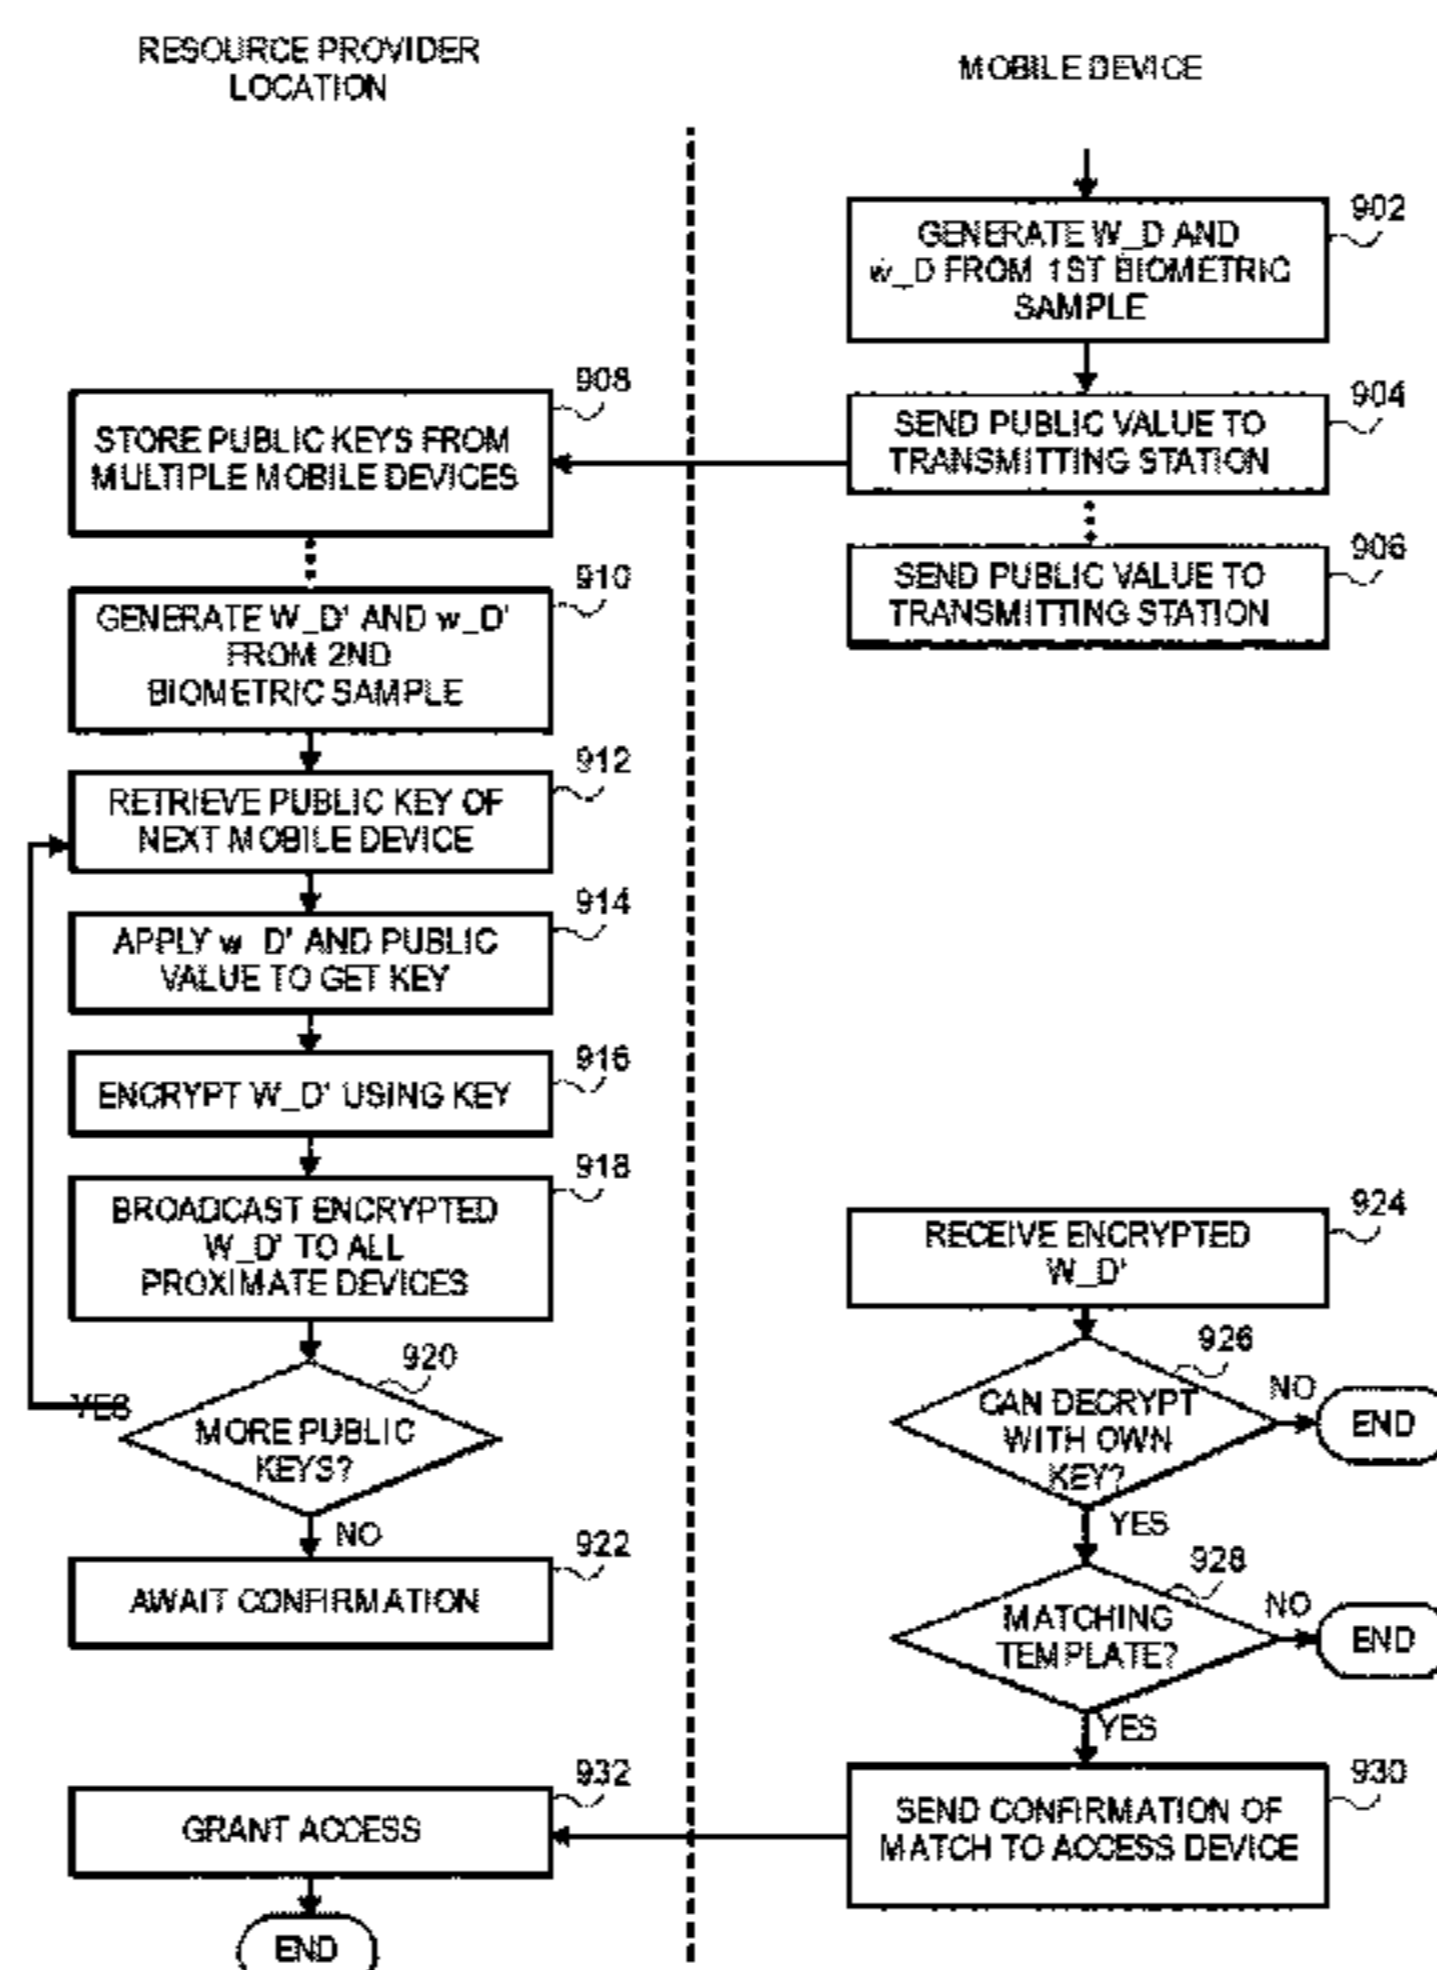 RESOURCE PROVIDER
LOCATION
MOBILE DEVICE
902
GENERATE W_D AND
w_D FROM 1ST BIOMETRIC
SAMPLE
904
SEND PUBLIC VALUE TO
TRANSMITTING STATION
906
SEND PUBLIC VALUE TO
TRANSMITTING STATION
908
STORE PUBLIC KEYS FROM
MULTIPLE MOBILE DEVICES
910
GENERATE W_D' AND w_D'
FROM 2ND
BIOMETRIC SAMPLE
912
RETRIEVE PUBLIC KEY OF
NEXT MOBILE DEVICE
914
APPLY w_D' AND PUBLIC
VALUE TO GET KEY
916
ENCRYPT W_D' USING KEY
918
BROADCAST ENCRYPTED
W_D' TO ALL
PROXIMATE DEVICES
920
YES
MORE PUBLIC
KEYS?
NO
922
AWAIT CONFIRMATION
924
RECEIVE ENCRYPTED
W_D'
926
CAN DECRYPT
WITH OWN
KEY?
NO
END
YES
928
MATCHING
TEMPLATE?
NO
END
YES
930
SEND CONFIRMATION OF
MATCH TO ACCESS DEVICE
932
GRANT ACCESS
END